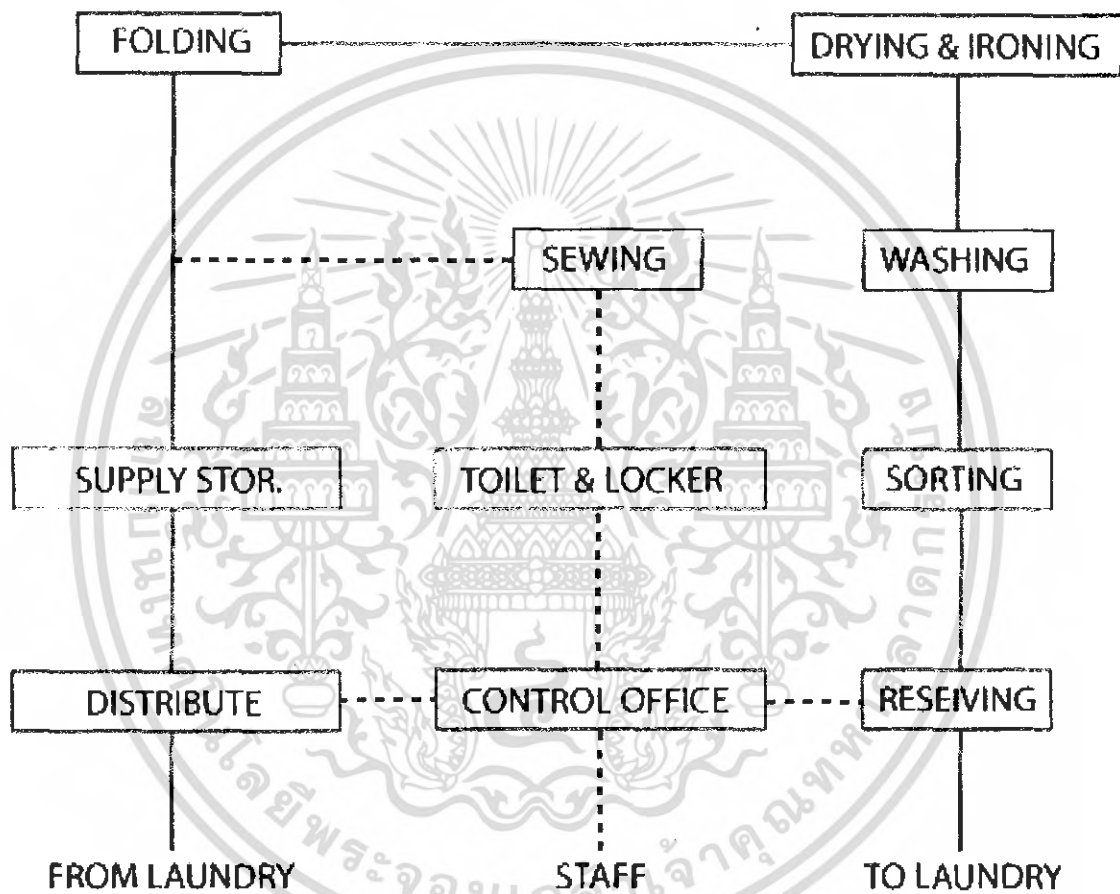 FOLDING
DRYING & IRONING
SEWING
WASHING
SUPPLY STOR.
TOILET & LOCKER
SORTING
DISTRIBUTE
CONTROL OFFICE
RESEIVING
FROM LAUNDRY
STAFF
TO LAUNDRY